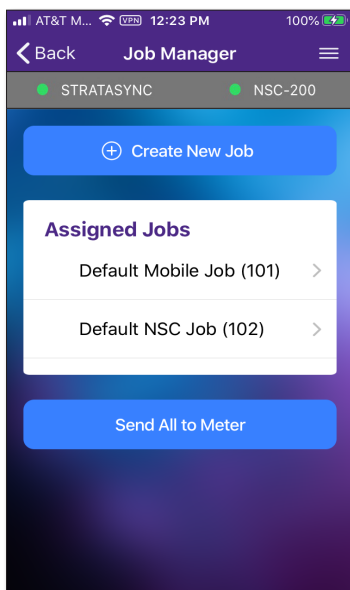 AT&T M... VPN 12:23 PM 100%
Back Job Manager
STRATASYNC NSC-200
Create New Job
Assigned Jobs
Default Mobile Job (101)
Default NSC Job (102)
Send All to Meter